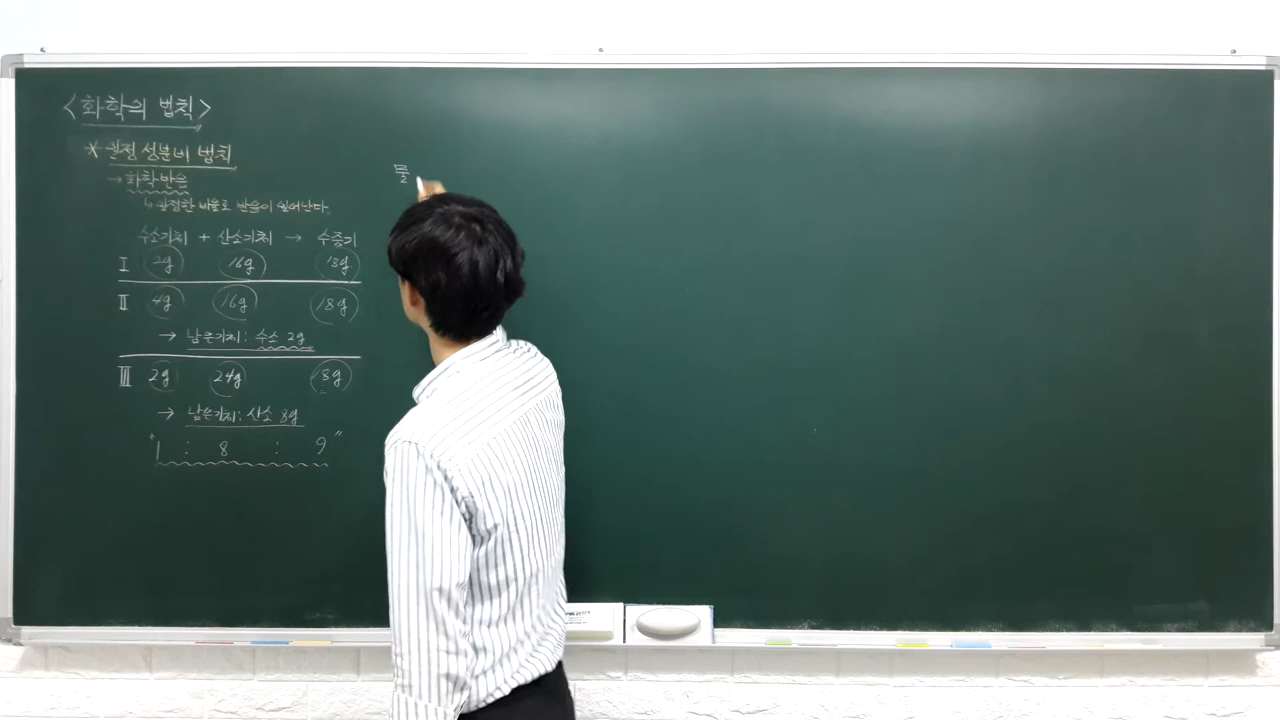 <화학의 법칙>
* 일정 성분비 법칙
→ 화학반응
↳ 일정한 비율로 반응이 일어난다.
수소기체 + 산소기체 → 수증기
Ⅰ 2g 16g 18g
Ⅱ 4g 16g 18g
→ 남은기체: 수소 2g
Ⅲ 2g 24g 18g
→ 남은기체: 산소 8g
"1 : 8 : 9"
물